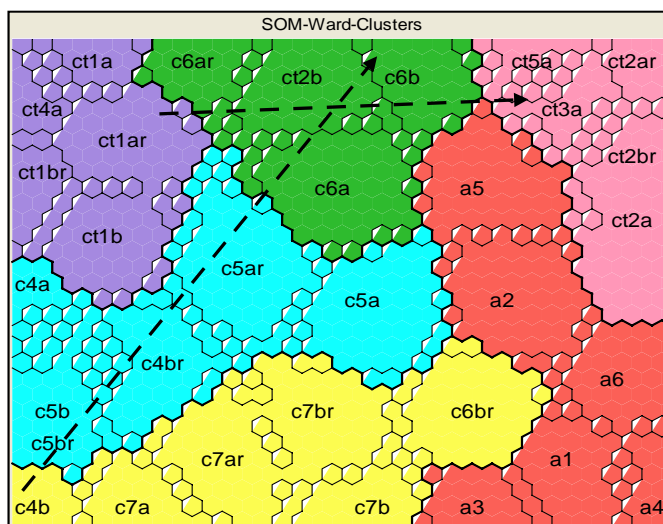 SOM-Ward-Clusters
ct1a
c6ar
ct2b
c6b
ct5a
ct2ar
ct4a
ct3a
ct1ar
ct1br
c6a
a5
ct2br
ct2a
ct1b
c4a
c5ar
c5a
a2
c4br
a6
c5b
c7br
c6br
c5br
c7ar
a1
c4b
c7a
c7b
a3
a4